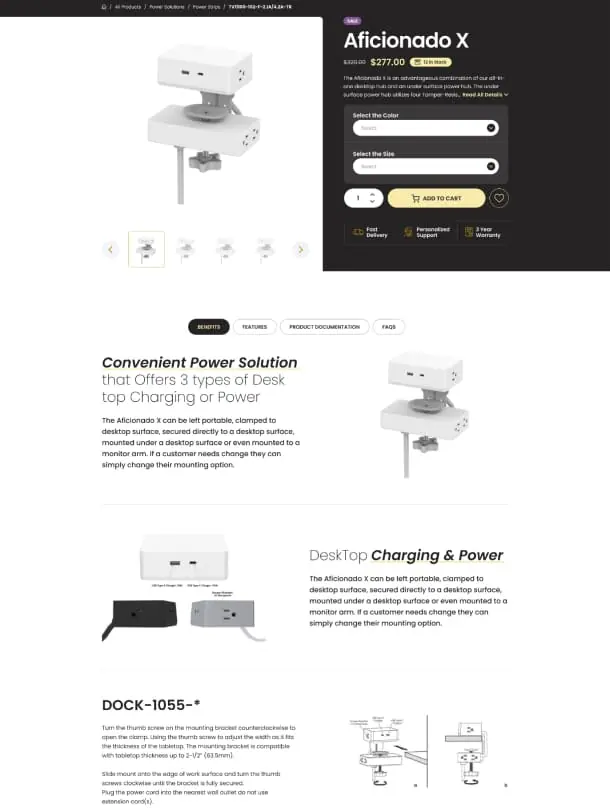 / All Products / Power Solutions / Power Strips /
SALE
Aficionado X
$329.00 $277.00 12 In Stock
The Aficionado X is an advantageous combination of our all-in-
one desktop hub and an under surface power hub. The under
surface power hub utilizes four Tamper-Resis... Read All Details
Select the Color
Select
Select the Size
Select
1 ADD TO CART
Fast
Delivery
Personalized
Support
Year
Warranty
BENEFITS FEATURES PRODUCT DOCUMENTATION FAQS
Convenient Power Solution
that Offers 3 types of Desk
top Charging or Power
The Aficionado X can be left portable, clamped to
desktop surface, secured directly to a desktop surface,
mounted under a desktop surface or even mounted to a
monitor arm. If a customer needs change they can
simply change their mounting option.
DeskTop Charging & Power
The Aficionado X can be left portable, clamped to
desktop surface, secured directly to a desktop surface,
mounted under a desktop surface or even mounted to a
monitor arm. If a customer needs change they can
simply change their mounting option.
DOCK-1055-*
Turn the thumb screw on the mounting bracket counterclockwise to
open the clamp. Using the thumb screw to adjust the width as it fits
the thickness of the tabletop. The mounting bracket is compatible
with tabletop thickness up to 2-1/2" (63.5mm).
Slide mount onto the edge of work surface and turn the thumb
screws clockwise until the bracket is fully secured.
Plug the power cord into the nearest wall outlet do not use
extension cord(s).
a
b